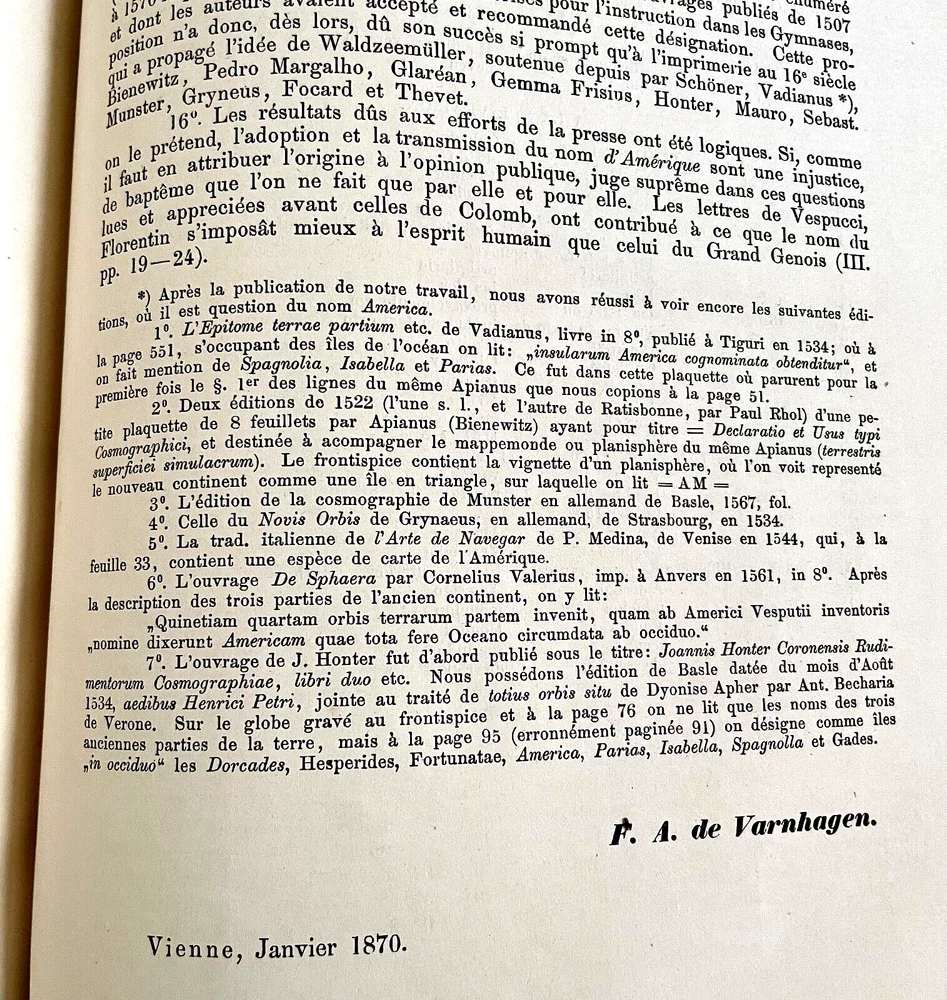 énuméré
à 1570
pour l'instruction dans les Gymnases,
et dont les auteurs avaient accepté et recommandé cette désignation. Cette pro-
position n'a donc, dès lors, dû son succès si prompt qu'à l'imprimerie au 16e siècle
qui a propagé l'idée de Waldzeemüller, soutenue depuis par Schöner, Vadianus *),
Bienewitz, Pedro Margalho, Glaréan, Gemma Frisius, Honter, Mauro, Sebast.
Munster, Gryneüs, Focard et Thevet.
16º. Les résultats dûs aux efforts de la presse ont été logiques. Si, comme
on le prétend, l'adoption et la transmission du nom d'Amérique sont une injustice,
il faut en attribuer l'origine à l'opinion publique, juge suprême dans ces questions
de baptême que l'on ne fait que par elle et pour elle. Les lettres de Vespucci,
lues et appreciées avant celles de Colomb, ont contribué à ce que le nom du
Florentin s'imposât mieux à l'esprit humain que celui du Grand Genois (III.
pp. 19—24).
*) Après la publication de notre travail, nous avons réussi à voir encore les suivantes édi-
tions, où il est question du nom America.
1º. L'Epitome terrae partium etc. de Vadianus, livre in 8º, publié à Tiguri en 1534; où à
la page 551, s'occupant des îles de l'océan on lit: „insularum America cognominata obtenditur“, et
on fait mention de Spagnolia, Isabella et Parias. Ce fut dans cette plaquette où parurent pour la
première fois le §. 1er des lignes du même Apianus que nous copions à la page 51.
2º. Deux éditions de 1522 (l'une s. l., et l'autre de Ratisbonne, par Paul Rhol) d'une pe-
tite plaquette de 8 feuillets par Apianus (Bienewitz) ayant pour titre = Declaratio et Usus typi
Cosmographici, et destinée à acompagner le mappemonde ou planisphère du même Apianus (terrestris
superficiei simulacrum). Le frontispice contient la vignette d'un planisphère, où l'on voit representé
le nouveau continent comme une île en triangle, sur laquelle on lit = AM =
3º. L'édition de la cosmographie de Munster en allemand de Basle, 1567, fol.
4º. Celle du Novis Orbis de Grynaeus, en allemand, de Strasbourg, en 1534.
5º. La trad. italienne de l'Arte de Navegar de P. Medina, de Venise en 1544, qui, à la
feuille 33, contient une espèce de carte de l'Amérique.
6º. L'ouvrage De Sphaera par Cornelius Valerius, imp. à Anvers en 1561, in 8º. Après
la description des trois parties de l'ancien continent, on y lit:
„Quinetiam quartam orbis terrarum partem invenit, quam ab Americi Vesputii inventoris
„nomine dixerunt Americam quae tota fere Oceano circumdata ab occiduo.“
7º. L'ouvrage de J. Honter fut d'abord publié sous le titre: Joannis Honter Coronensis Rudi-
mentorum Cosmographiae, libri duo etc. Nous possédons l'édition de Basle datée du mois d'Août
1534, aedibus Henrici Petri, jointe au traité de totius orbis situ de Dyonise Apher par Ant. Becharia
de Verone. Sur le globe gravé au frontispice et à la page 76 on ne lit que les noms des trois
anciennes parties de la terre, mais à la page 95 (erronnément paginée 91) on désigne comme îles
„in occiduo“ les Dorcades, Hesperides, Fortunatae, America, Parias, Isabella, Spagnolla et Gades.
F. A. de Varnhagen.
Vienne, Janvier 1870.